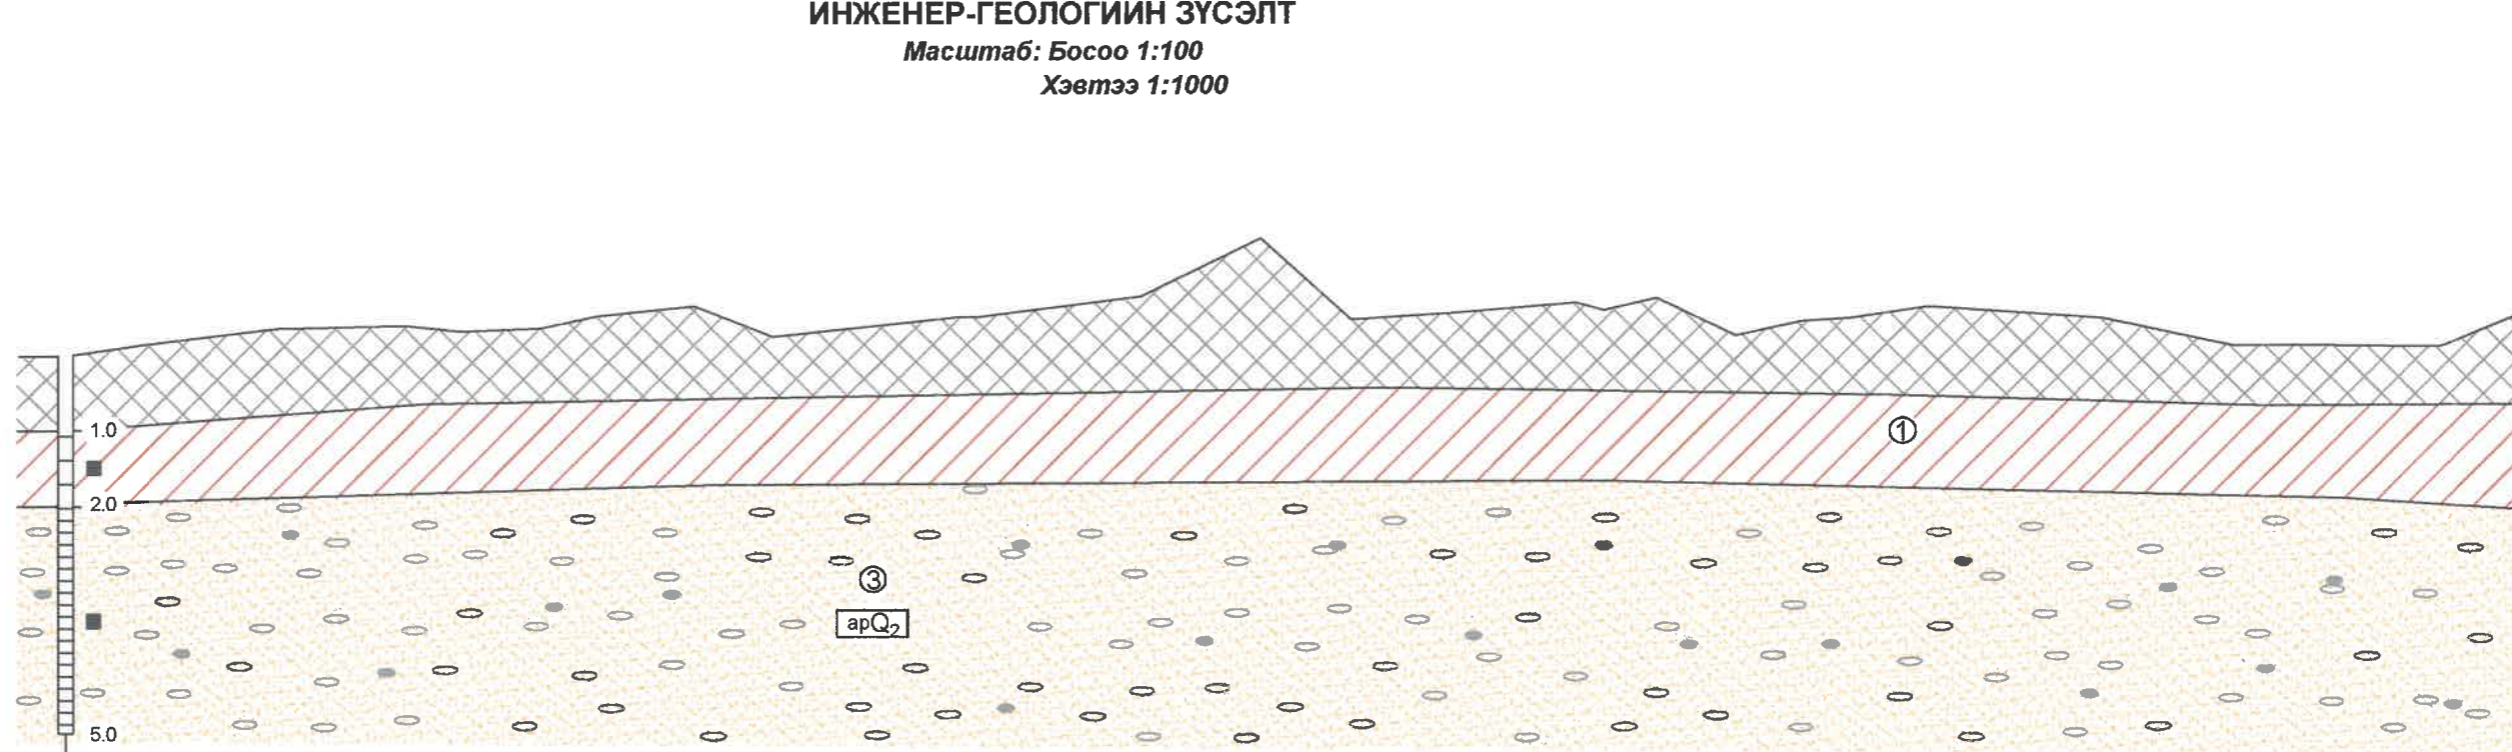 ИНЖЕНЕР-ГЕОЛОГИЙН ЗҮСЭЛТ
Масштаб: Босоо 1:100
Хэвтээ 1:1000
1.0
①
2.0
③
apQ₂
5.0